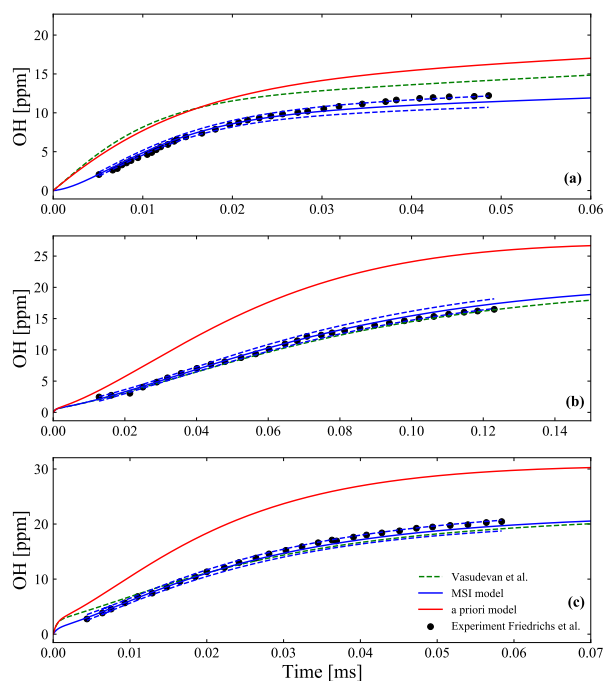 20
15
10
5
0
OH [ppm]
(a)
0.00 0.01 0.02 0.03 0.04 0.05 0.06
25
20
15
10
5
0
OH [ppm]
(b)
0.00 0.02 0.04 0.06 0.08 0.10 0.12 0.14
30
20
10
0
OH [ppm]
Vasudevan et al.
MSI model
a priori model
Experiment Friedrichs et al.
(c)
0.00 0.01 0.02 0.03 0.04 0.05 0.06 0.07
Time [ms]